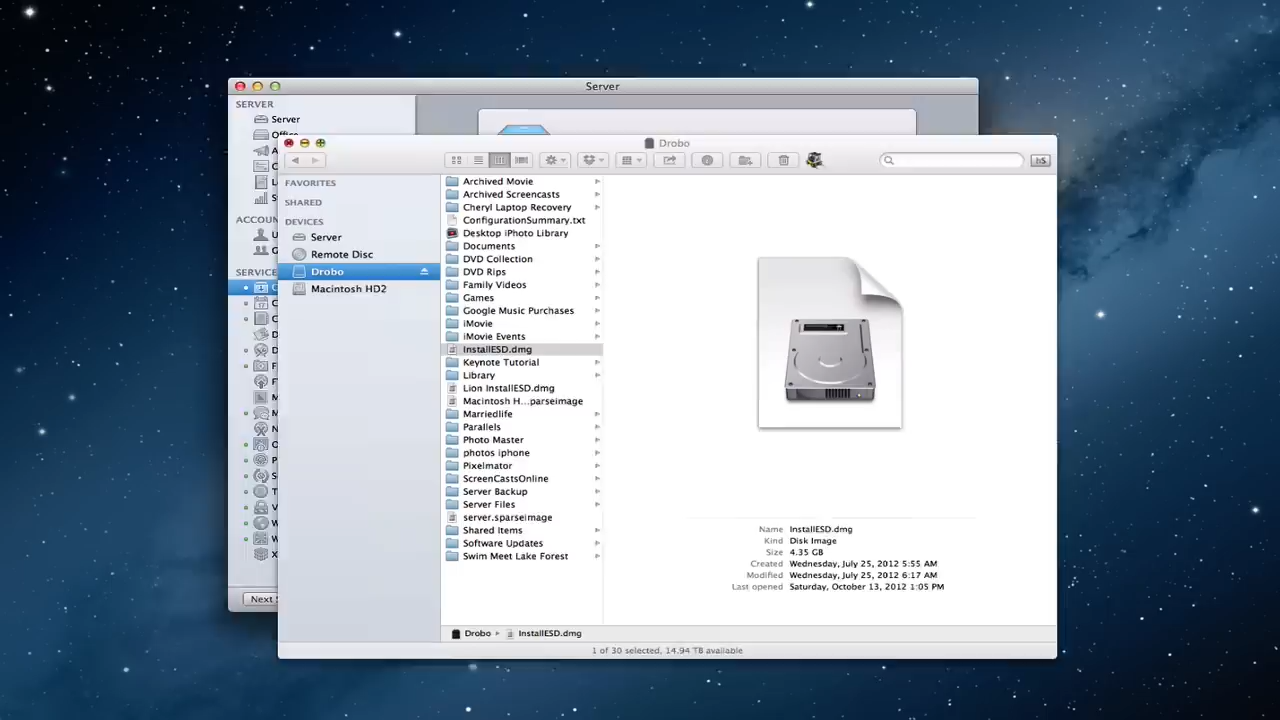 Server
SERVER
Server
Office
ACCOUN
SERVICE
Next
Drobo
hS
FAVORITES
SHARED
DEVICES
Server
Remote Disc
Drobo
Macintosh HD2
Archived Movie
Archived Screencasts
Cheryl Laptop Recovery
ConfigurationSummary.txt
Desktop iPhoto Library
Documents
DVD Collection
DVD Rips
Family Videos
Games
Google Music Purchases
iMovie
iMovie Events
InstallESD.dmg
Keynote Tutorial
Library
Lion InstallESD.dmg
Macintosh H...parseimage
Marriedlife
Parallels
Photo Master
photos iphone
Pixelmator
ScreenCastsOnline
Server Backup
Server Files
server.sparseimage
Shared Items
Software Updates
Swim Meet Lake Forest
Name InstallESD.dmg
Kind Disk Image
Size 4.35 GB
Created Wednesday, July 25, 2012 5:55 AM
Modified Wednesday, July 25, 2012 6:17 AM
Last opened Saturday, October 13, 2012 1:05 PM
Drobo InstallESD.dmg
1 of 30 selected, 14.94 TB available